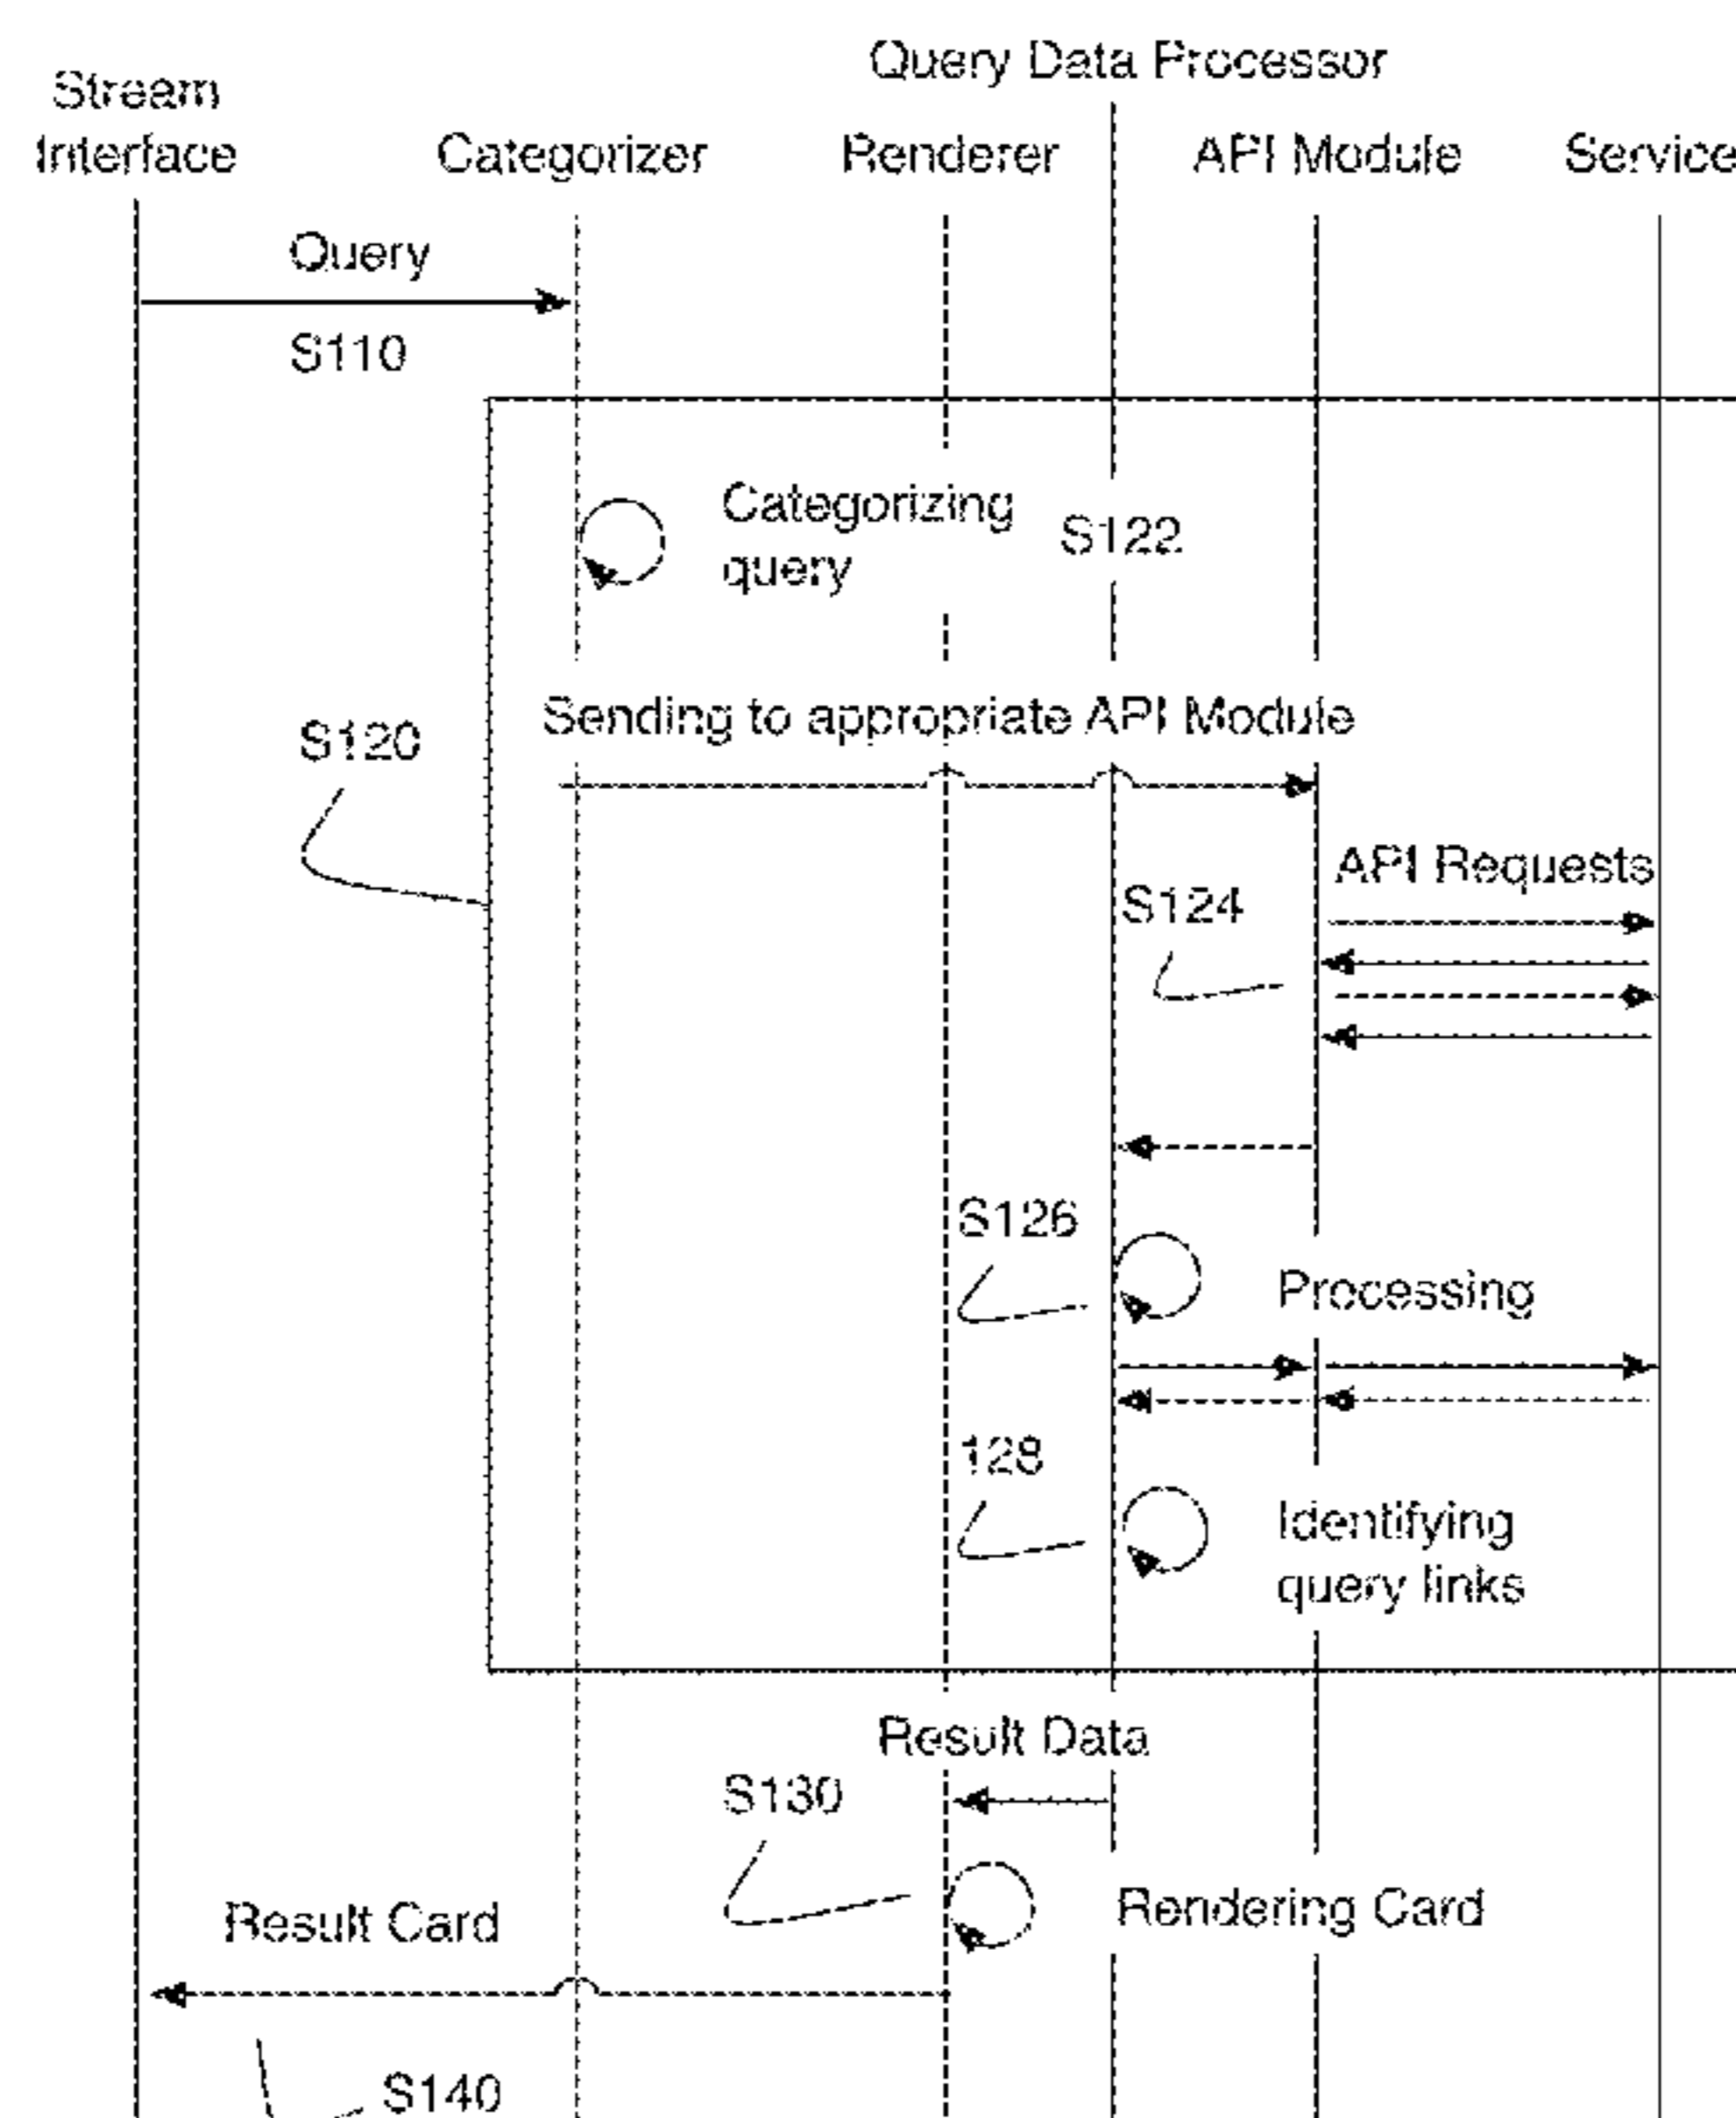 Query Data Processor
Stream
Interface
Categorizer
Renderer
API Module
Service
Query
S110
Categorizing
query
S122
Sending to appropriate API Module
S120
API Requests
S124
S126
Processing
128
Identifying
query links
Result Data
S130
Rendering Card
Result Card
S140